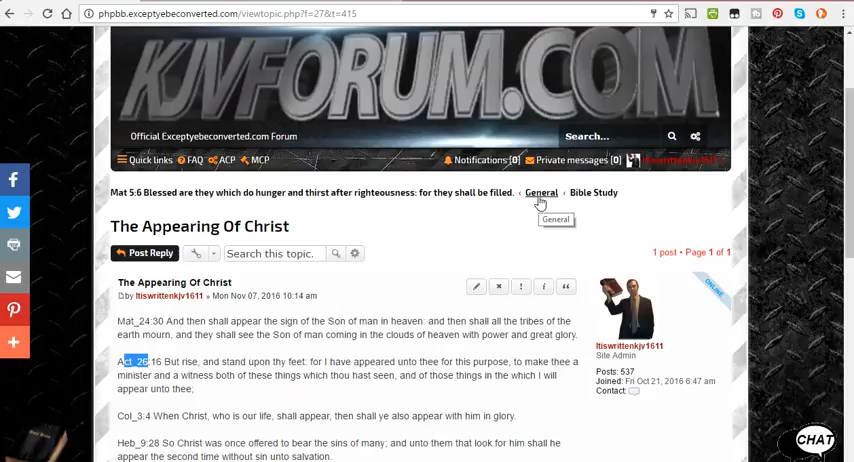 phpbb.exceptyebeconverted.com/viewtopic.php?f=27&t=415
KJVFORUM.COM
Official Exceptyebeconverted.com Forum
Search...
Quick links FAQ ACP MCP Notifications [0] Private messages [0] Itiswrittenkjv1611
Mat 5:6 Blessed are they which do hunger and thirst after righteousness: for they shall be filled. ‹ General ‹ Bible Study
General
The Appearing Of Christ
Post Reply Search this topic. 1 post • Page 1 of 1
The Appearing Of Christ
by Itiswrittenkjv1611 » Mon Nov 07, 2016 10:14 am
Mat_24:30 And then shall appear the sign of the Son of man in heaven: and then shall all the tribes of the
earth mourn, and they shall see the Son of man coming in the clouds of heaven with power and great glory.
Act_26:16 But rise, and stand upon thy feet: for I have appeared unto thee for this purpose, to make thee a
minister and a witness both of these things which thou hast seen, and of those things in the which I will
appear unto thee;
Col_3:4 When Christ, who is our life, shall appear, then shall ye also appear with him in glory.
Heb_9:28 So Christ was once offered to bear the sins of many; and unto them that look for him shall he
appear the second time without sin unto salvation.
ONLINE
Itiswrittenkjv1611
Site Admin
Posts: 537
Joined: Fri Oct 21, 2016 6:47 am
Contact:
CHAT